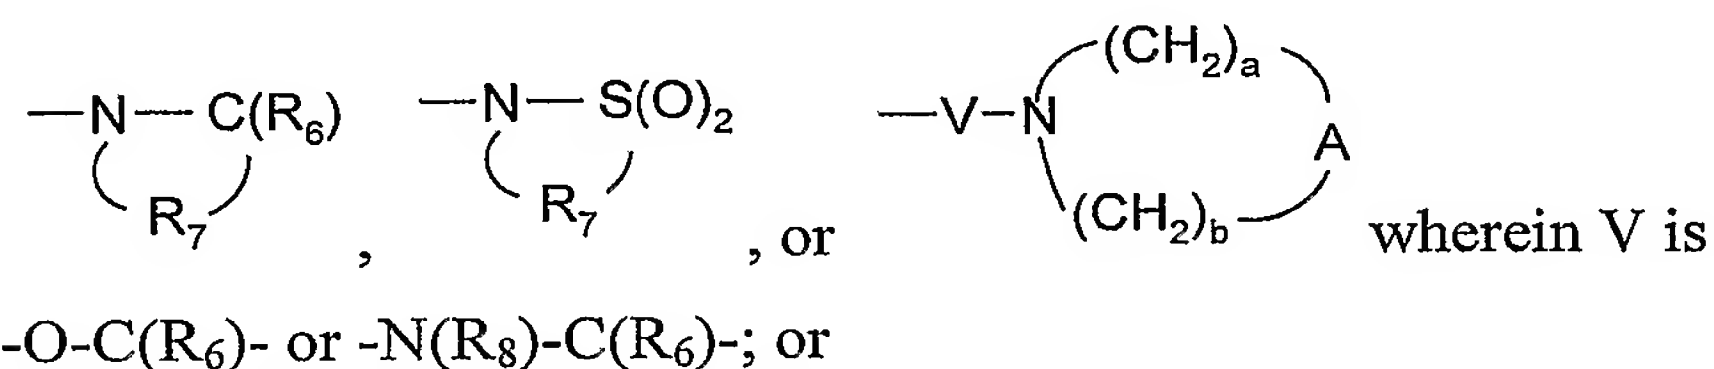 —N—C(R₆) R₇ , —N—S(O)₂ R₇ , or —V—N (CH₂)ₐ A (CH₂)b wherein V is
-O-C(R₆)- or -N(R₈)-C(R₆)-; or